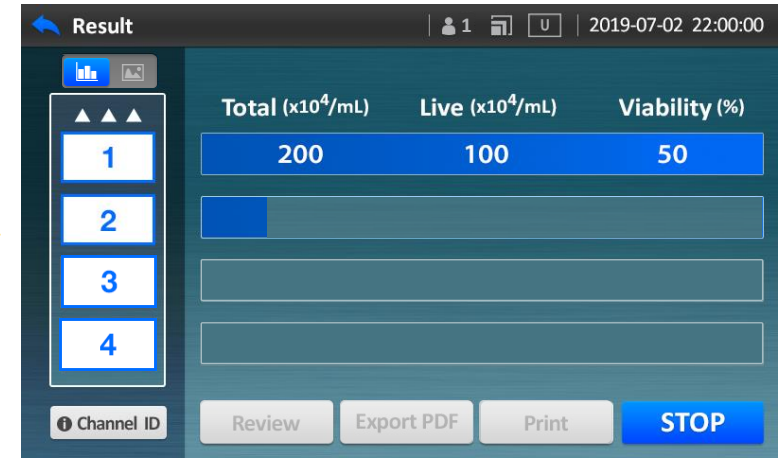 Result 1 U 2019-07-02 22:00:00
Total (x10⁴/mL) Live (x10⁴/mL) Viability (%)
1 200 100 50
2
3
4
Channel ID Review Export PDF Print STOP